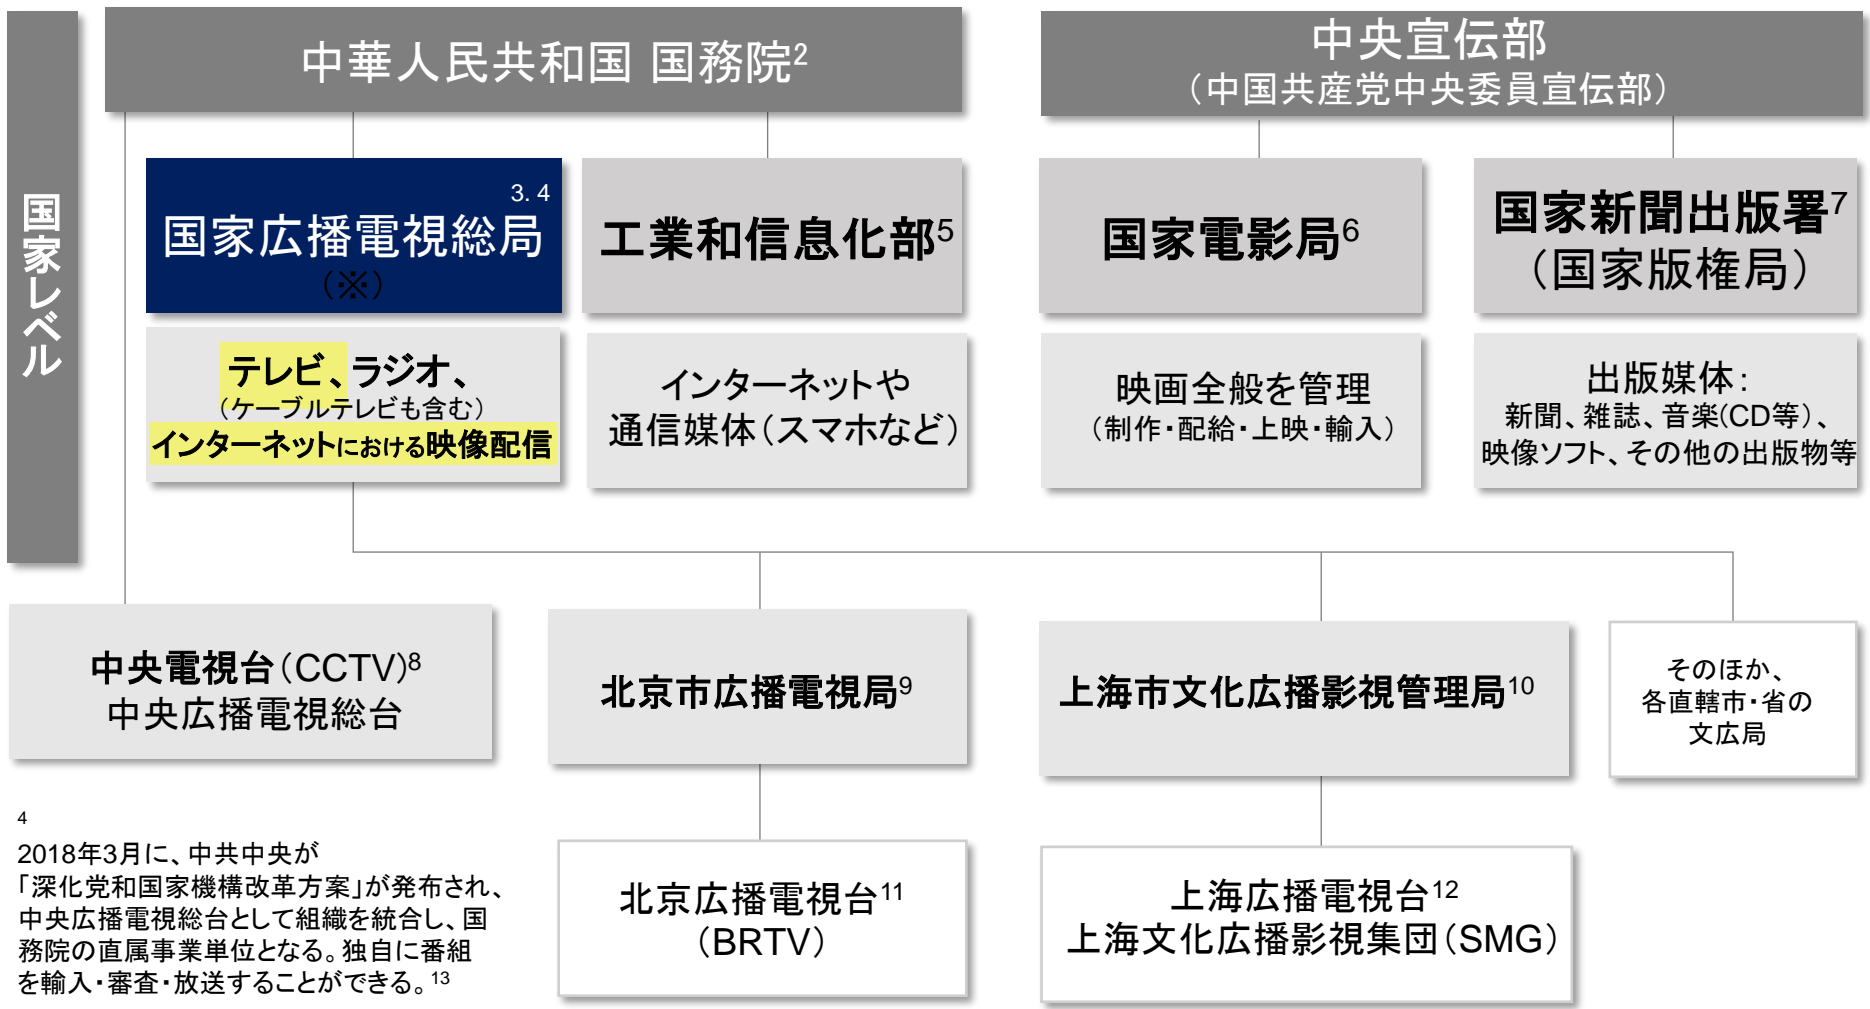 国家レベル
中華人民共和国 国務院2
中央宣伝部
（中国共産党中央委員宣伝部）
3. 4
国家広播電視総局
（※）
工業和信息化部5
国家電影局6
国家新聞出版署7
（国家版権局）
テレビ、ラジオ、
（ケーブルテレビも含む）
インターネットにおける映像配信
インターネットや
通信媒体（スマホなど）
映画全般を管理
（制作・配給・上映・輸入）
出版媒体：
新聞、雑誌、音楽(CD等）、
映像ソフト、その他の出版物等
中央電視台（CCTV)8
中央広播電視総台
北京市広播電視局9
上海市文化広播影視管理局10
そのほか、
各直轄市・省の
文広局
北京広播電視台11
（BRTV）
上海広播電視台12
上海文化広播影視集団（SMG）
4
2018年3月に、中共中央が
「深化党和国家機構改革方案」が発布され、
中央広播電視総台として組織を統合し、国
務院の直属事業単位となる。独自に番組
を輸入・審査・放送することができる。13